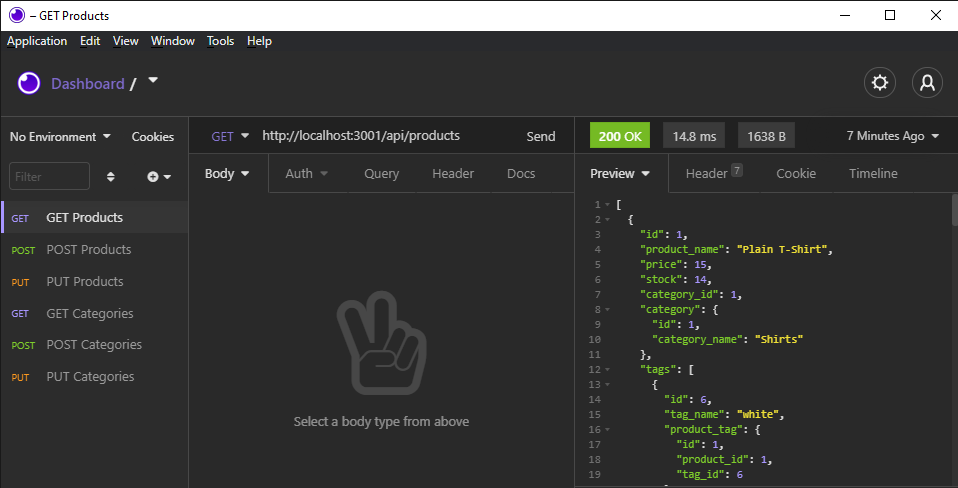 – GET Products
Application Edit View Window Tools Help
Dashboard /
No Environment Cookies
GET http://localhost:3001/api/products Send
200 OK 14.8 ms 1638 B 7 Minutes Ago
Filter
Body Auth Query Header Docs
Preview Header 7 Cookie Timeline
GET GET Products
POST POST Products
PUT PUT Products
GET GET Categories
POST POST Categories
PUT PUT Categories
Select a body type from above
1 [
2 {
3 "id": 1,
4 "product_name": "Plain T-Shirt",
5 "price": 15,
6 "stock": 14,
7 "category_id": 1,
8 "category": {
9 "id": 1,
10 "category_name": "Shirts"
11 },
12 "tags": [
13 {
14 "id": 6,
15 "tag_name": "white",
16 "product_tag": {
17 "id": 1,
18 "product_id": 1,
19 "tag_id": 6